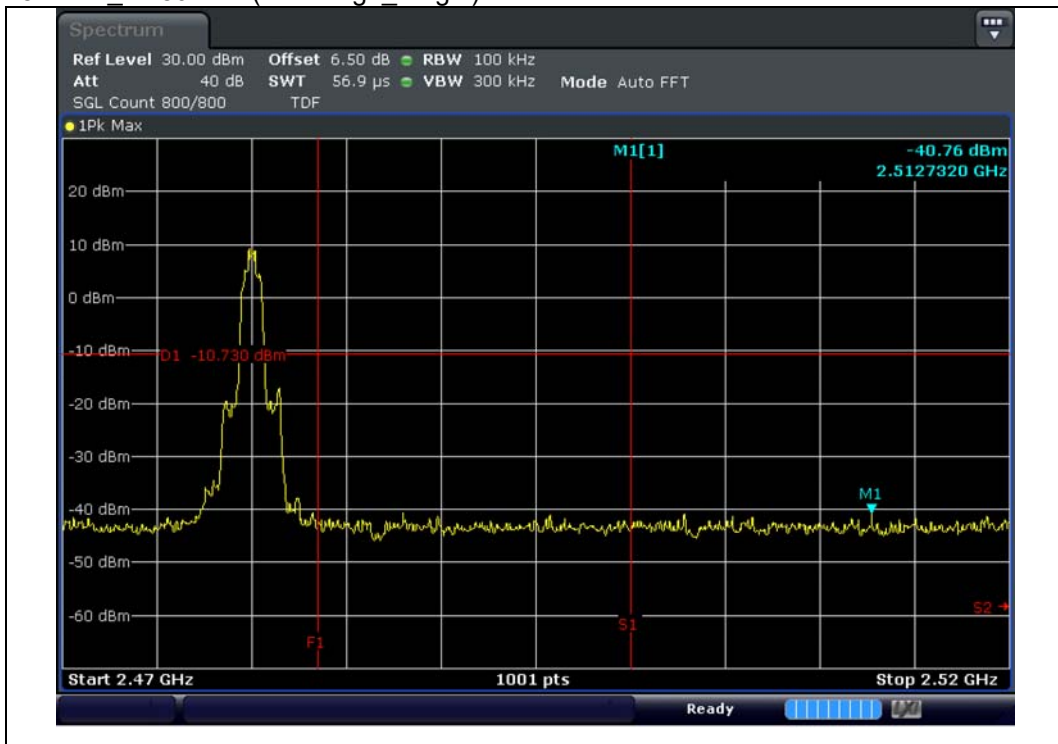 Spectrum
Ref Level 30.00 dBm Offset 6.50 dB RBW 100 kHz
Att 40 dB SWT 56.9 µs VBW 300 kHz Mode Auto FFT
SGL Count 800/800 TDF
1Pk Max
M1[1] -40.76 dBm
2.5127320 GHz
20 dBm
10 dBm
0 dBm
-10 dBm
D1 -10.730 dBm
-20 dBm
-30 dBm
-40 dBm
M1
-50 dBm
-60 dBm
S2
S1
F1
Start 2.47 GHz 1001 pts Stop 2.52 GHz
Ready